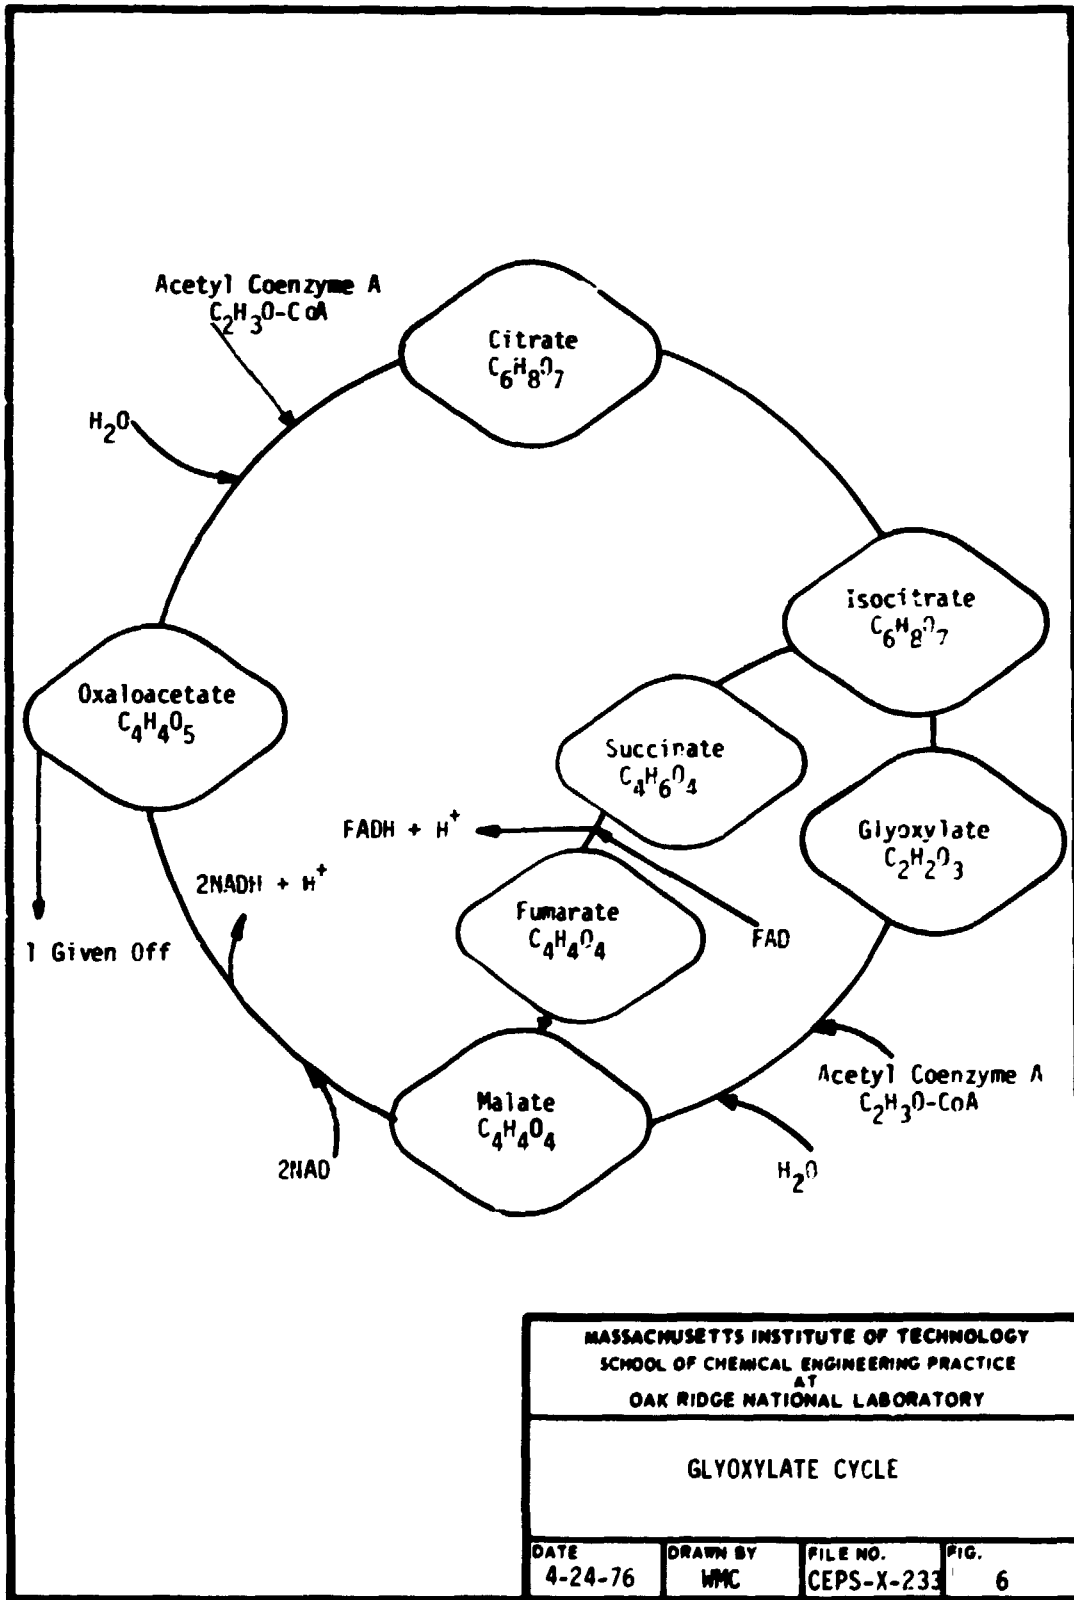 Acetyl Coenzyme A
C₂H₃O-CoA
Citrate
C₆H₈O₇
H₂O
Isocitrate
C₆H₈O₇
Oxaloacetate
C₄H₄O₅
Succinate
C₄H₆O₄
FADH + H⁺
Glyoxylate
C₂H₂O₃
2NADH + H⁺
Fumarate
C₄H₄O₄
FAD
1 Given Off
Acetyl Coenzyme A
C₂H₃O-CoA
Malate
C₄H₄O₄
2NAD
H₂O
MASSACHUSETTS INSTITUTE OF TECHNOLOGY
SCHOOL OF CHEMICAL ENGINEERING PRACTICE
AT
OAK RIDGE NATIONAL LABORATORY
GLYOXYLATE CYCLE
DATE DRAWN BY FILE NO. FIG.
4-24-76 WMC CEPS-X-233 6